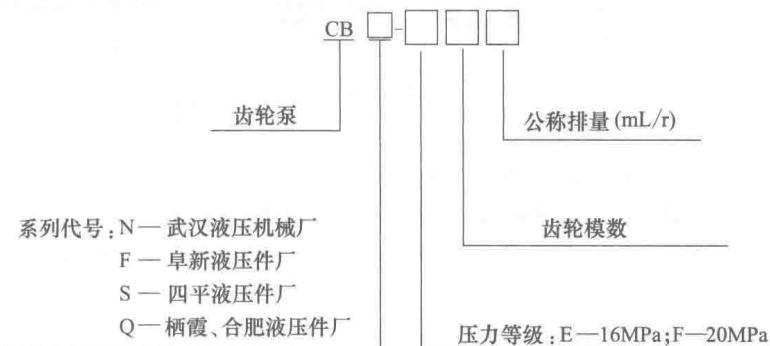 CB □-□□□
齿轮泵
公称排量(mL/r)
系列代号:N— 武汉液压机械厂
齿轮模数
F — 阜新液压件厂
S — 四平液压件厂
Q—栖霞、合肥液压件厂
压力等级:E—16MPa;F—20MPa